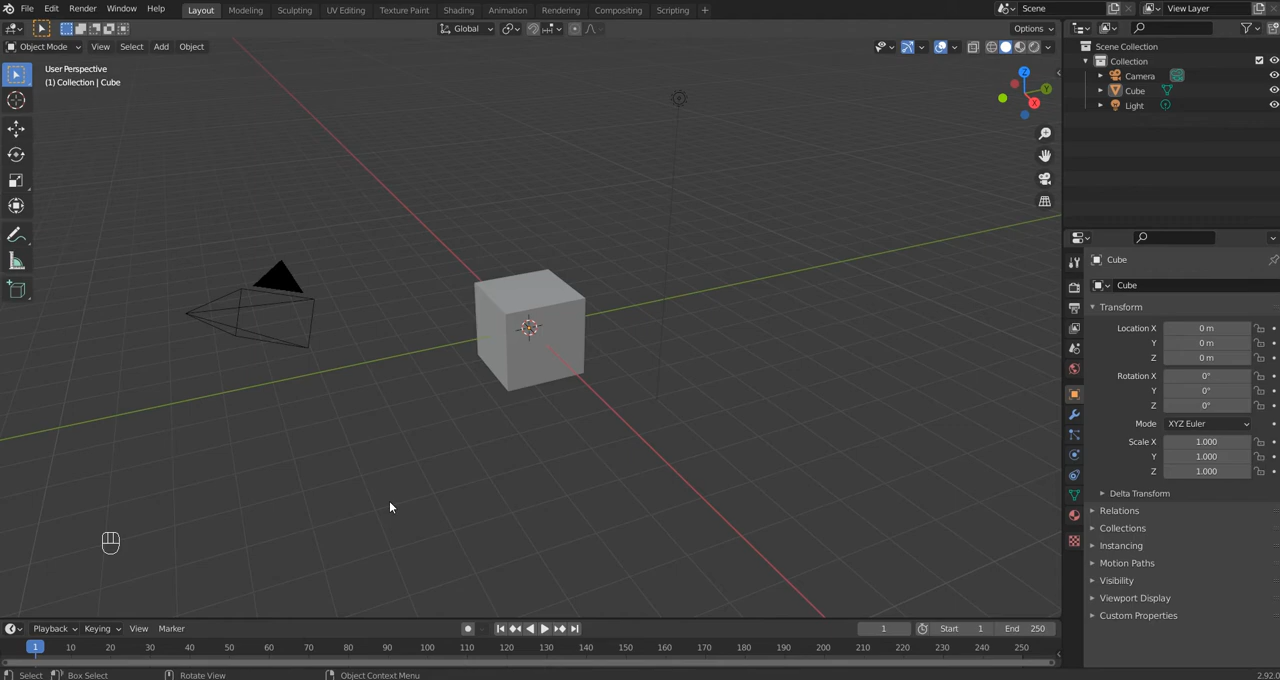 File Edit Render Window Help Layout Modeling Sculpting UV Editing Texture Paint Shading Animation Rendering Compositing Scripting + Scene View Layer
Global Options
Object Mode View Select Add Object
User Perspective
(1) Collection | Cube
Z
Y
X
Scene Collection
Collection
Camera
Cube
Light
Cube
Cube
Transform
Location X 0 m
Y 0 m
Z 0 m
Rotation X 0°
Y 0°
Z 0°
Mode XYZ Euler
Scale X 1.000
Y 1.000
Z 1.000
Delta Transform
Relations
Collections
Instancing
Motion Paths
Visibility
Viewport Display
Custom Properties
Playback Keying View Marker 1 Start 1 End 250
1 10 20 30 40 50 60 70 80 90 100 110 120 130 140 150 160 170 180 190 200 210 220 230 240 250
Select Box Select Rotate View Object Context Menu 2.92.0